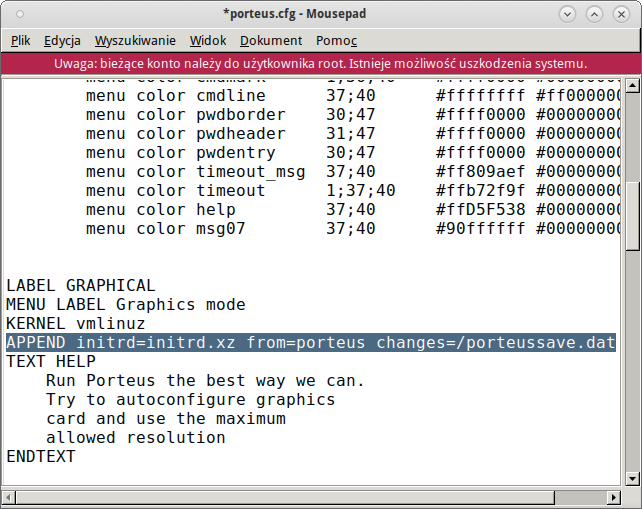 *porteus.cfg - Mousepad
Plik Edycja Wyszukiwanie Widok Dokument Pomoc
Uwaga: bieżące konto należy do użytkownika root. Istnieje możliwość uszkodzenia systemu.
menu color cmdline 37;40 #ffffffff #ff000000
menu color pwdborder 30;47 #ffff0000 #00000000
menu color pwdheader 31;47 #ffff0000 #00000000
menu color pwdentry 30;47 #ffff0000 #00000000
menu color timeout_msg 37;40 #ff809aef #00000000
menu color timeout 1;37;40 #ffb72f9f #00000000
menu color help 37;40 #ffD5F538 #00000000
menu color msg07 37;40 #90ffffff #00000000
LABEL GRAPHICAL
MENU LABEL Graphics mode
KERNEL vmlinuz
APPEND initrd=initrd.xz from=porteus changes=/porteussave.dat
TEXT HELP
Run Porteus the best way we can.
Try to autoconfigure graphics
card and use the maximum
allowed resolution
ENDTEXT